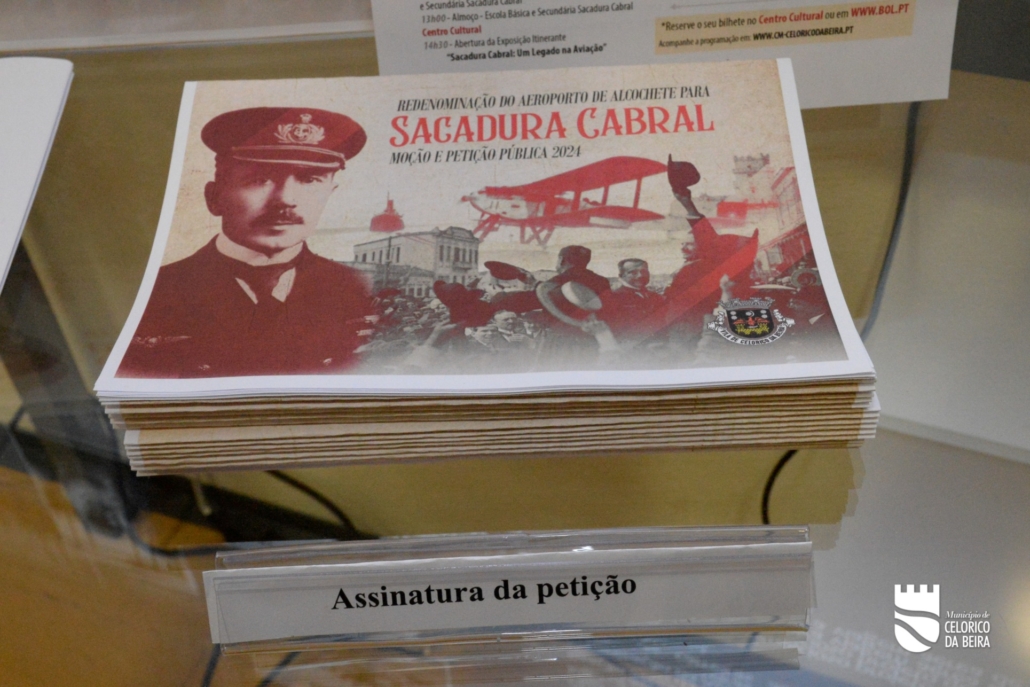 e Secundária Sacadura Cabral
13h00 - Almoço - Escola Básica e Secundária Sacadura Cabral
Centro Cultural
14h30 - Abertura da Exposição Itinerante
"Sacadura Cabral: Um Legado na Aviação"
*Reserve o seu bilhete no Centro Cultural ou em WWW.BOL.PT
Acompanhe a programação em: WWW.CM-CELORICODABEIRA.PT
REDENOMINAÇÃO DO AEROPORTO DE ALCOCHETE PARA
SACADURA CABRAL
MOÇÃO E PETIÇÃO PÚBLICA 2024
Assinatura da petição
Município de
CELORICO
DA BEIRA